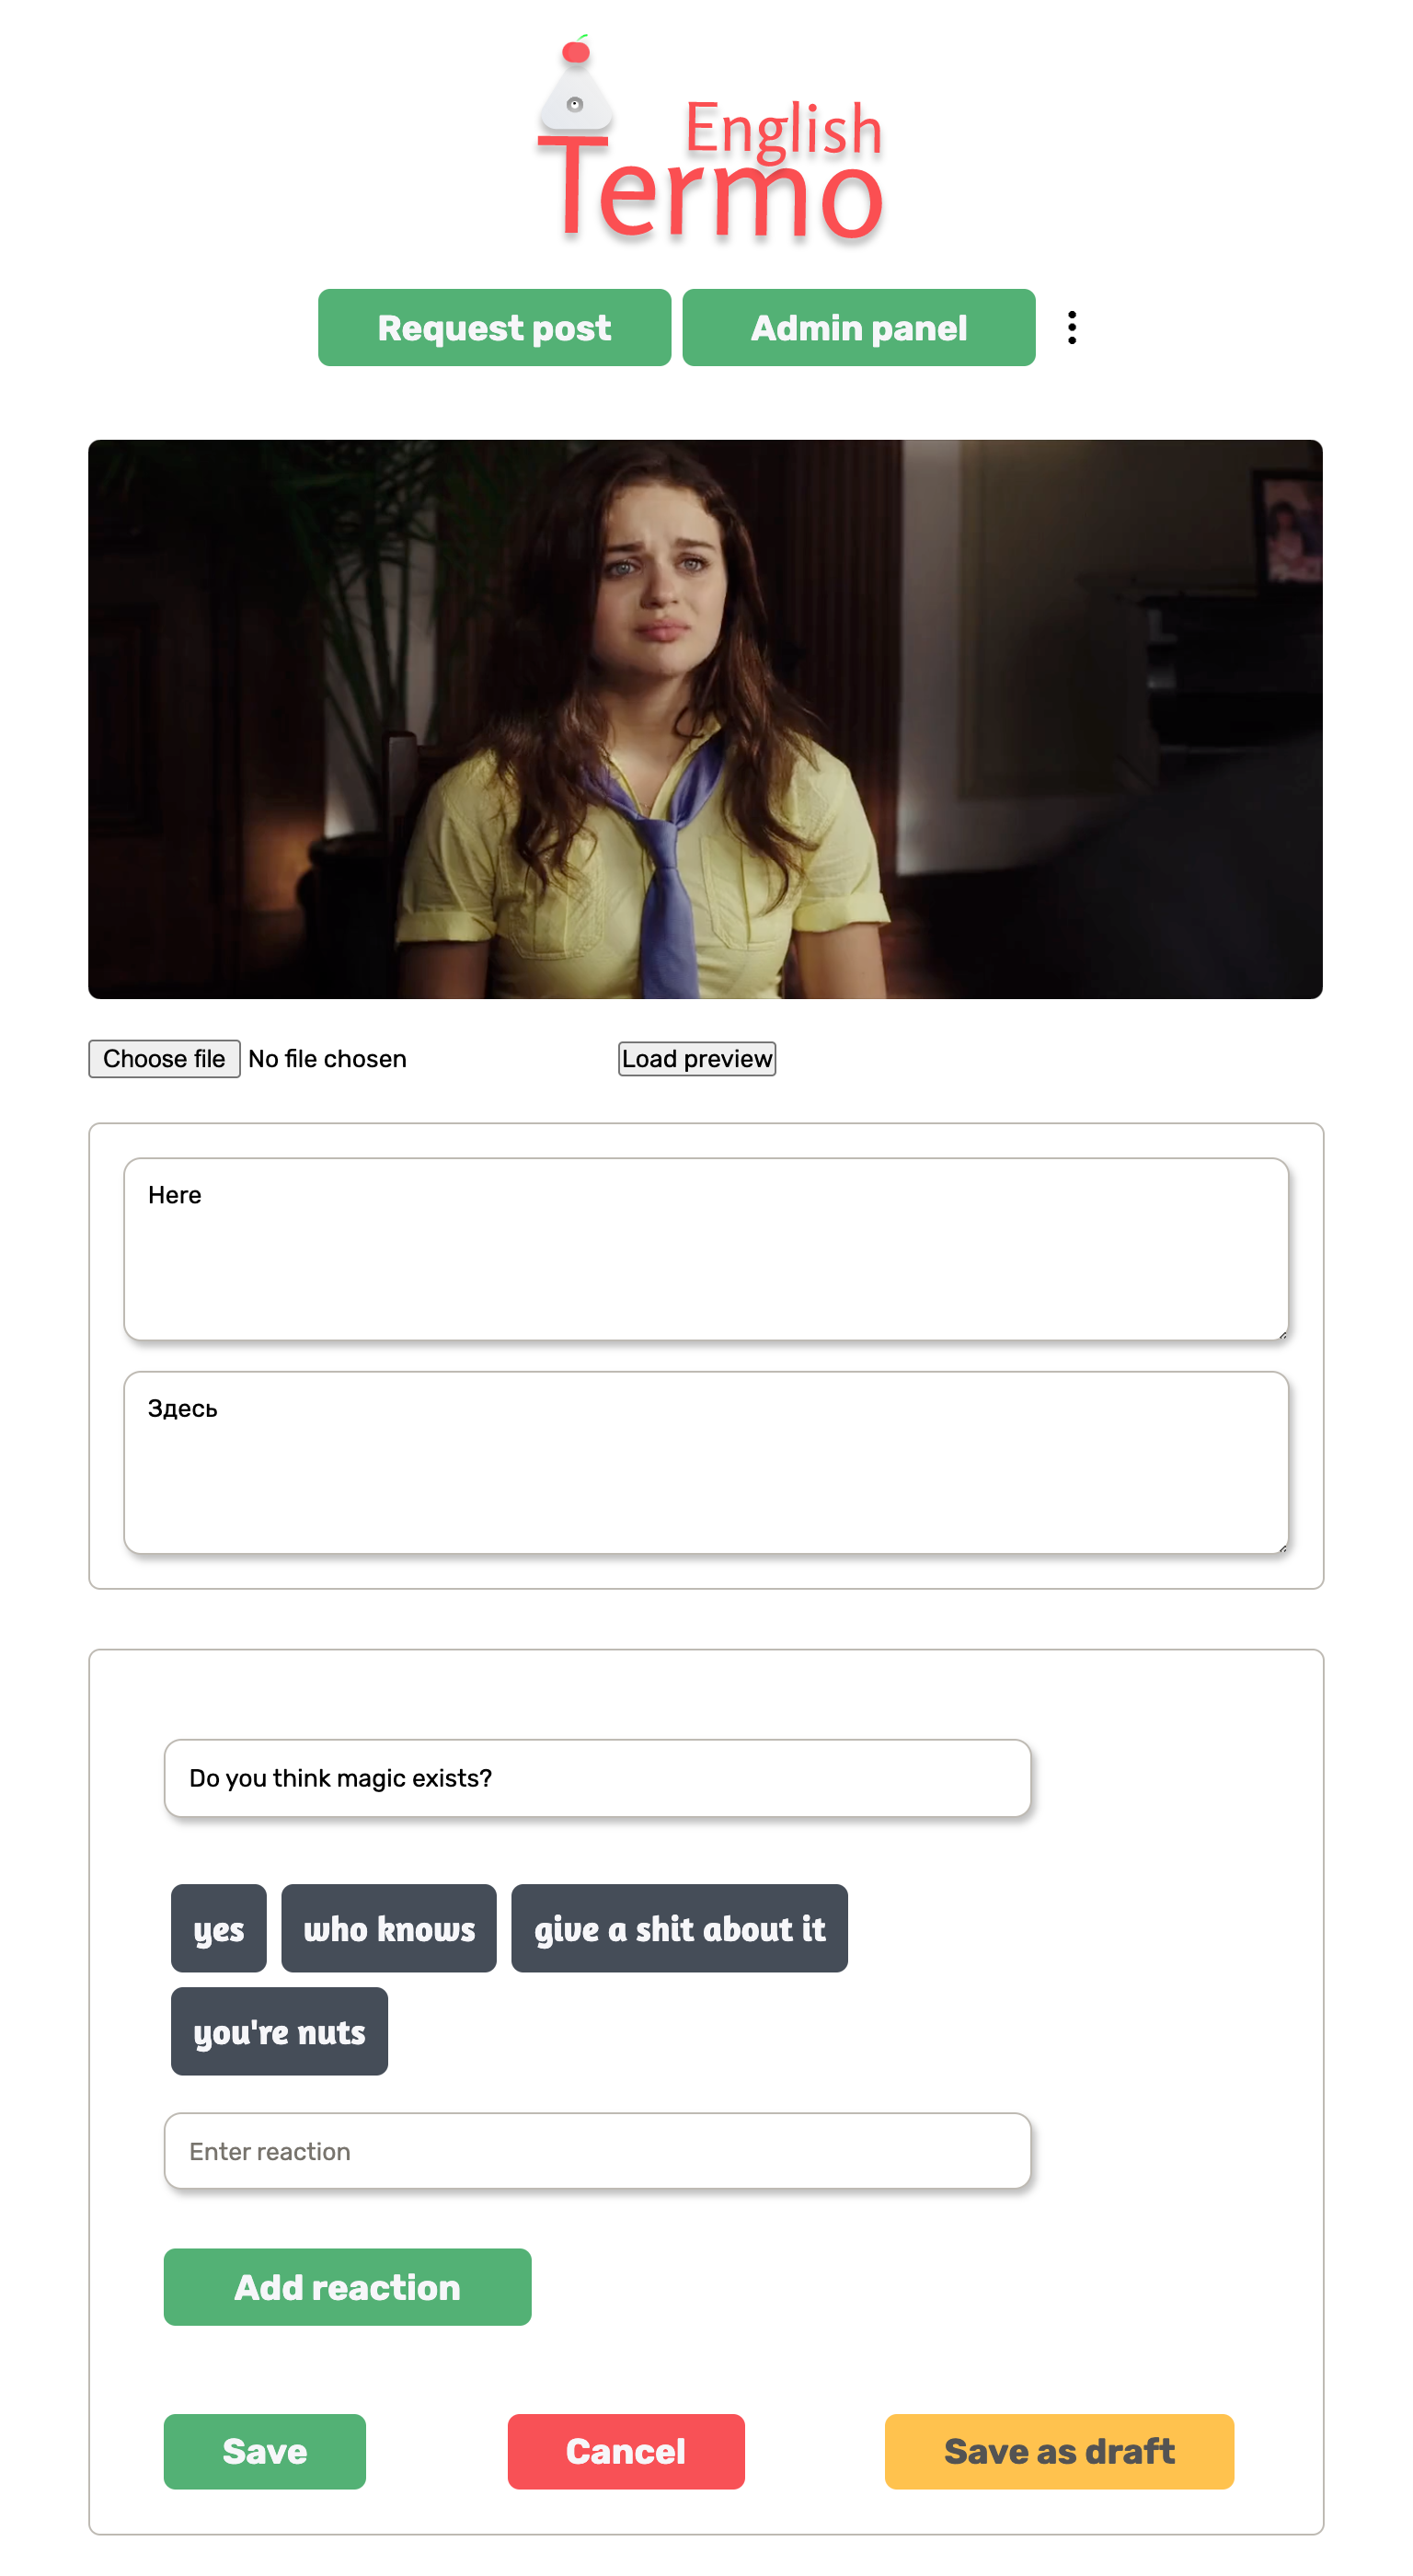 English
Termo
Request post
Admin panel
Choose file No file chosen
Load preview
Here
Здесь
Do you think magic exists?
yes
who knows
give a shit about it
you're nuts
Enter reaction
Add reaction
Save
Cancel
Save as draft